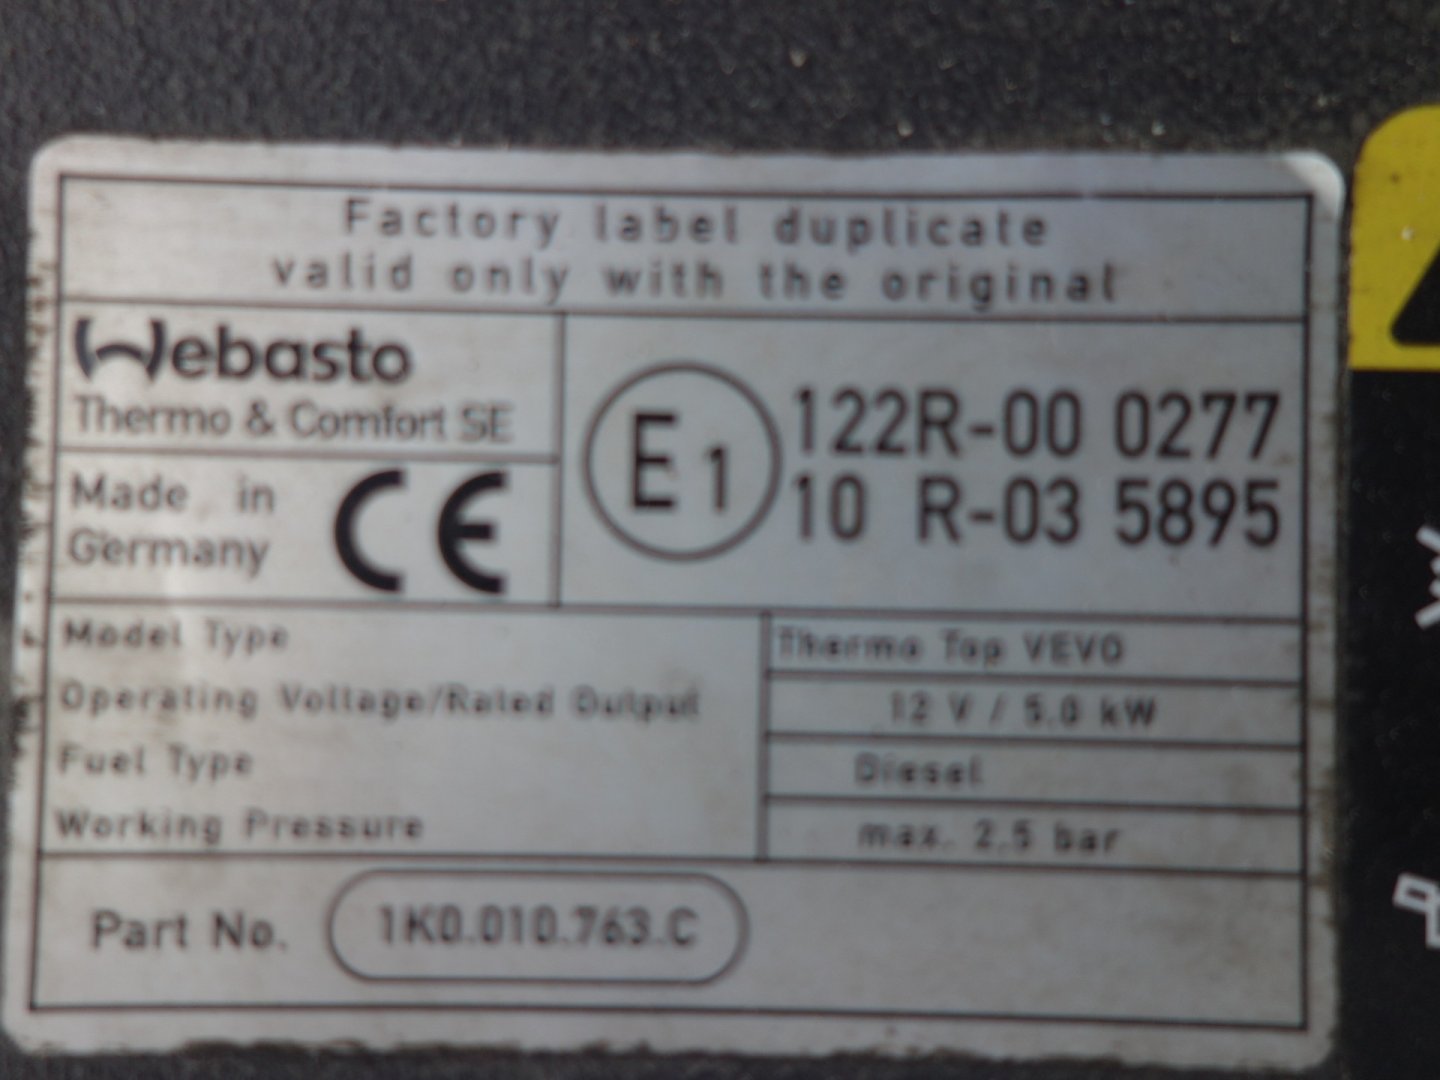 Factory label duplicate
valid only with the original
Webasto
Thermo & Comfort SE
Made in
Germany
CE
E1
122R-00 0277
10 R-03 5895
Model Type Thermo Top VEVO
Operating Voltage/Rated Output 12 V / 5.0 kW
Fuel Type Diesel
Working Pressure max. 2.5 bar
Part No. 1K0.010.763.C